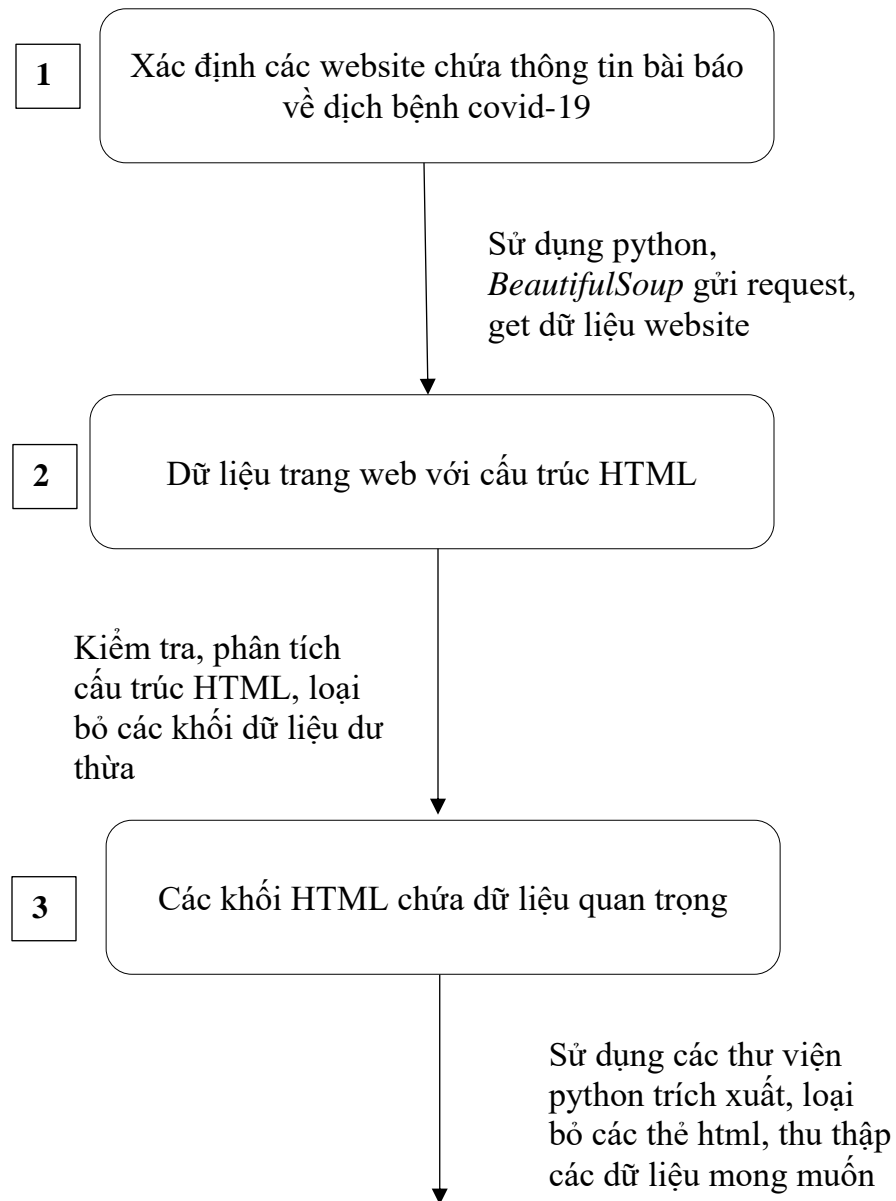 1
Xác định các website chứa thông tin bài báo
về dịch bệnh covid-19
Sử dụng python,
BeautifulSoup gửi request,
get dữ liệu website
2
Dữ liệu trang web với cấu trúc HTML
Kiểm tra, phân tích
cấu trúc HTML, loại
bỏ các khối dữ liệu dư
thừa
3
Các khối HTML chứa dữ liệu quan trọng
Sử dụng các thư viện
python trích xuất, loại
bỏ các thẻ html, thu thập
các dữ liệu mong muốn